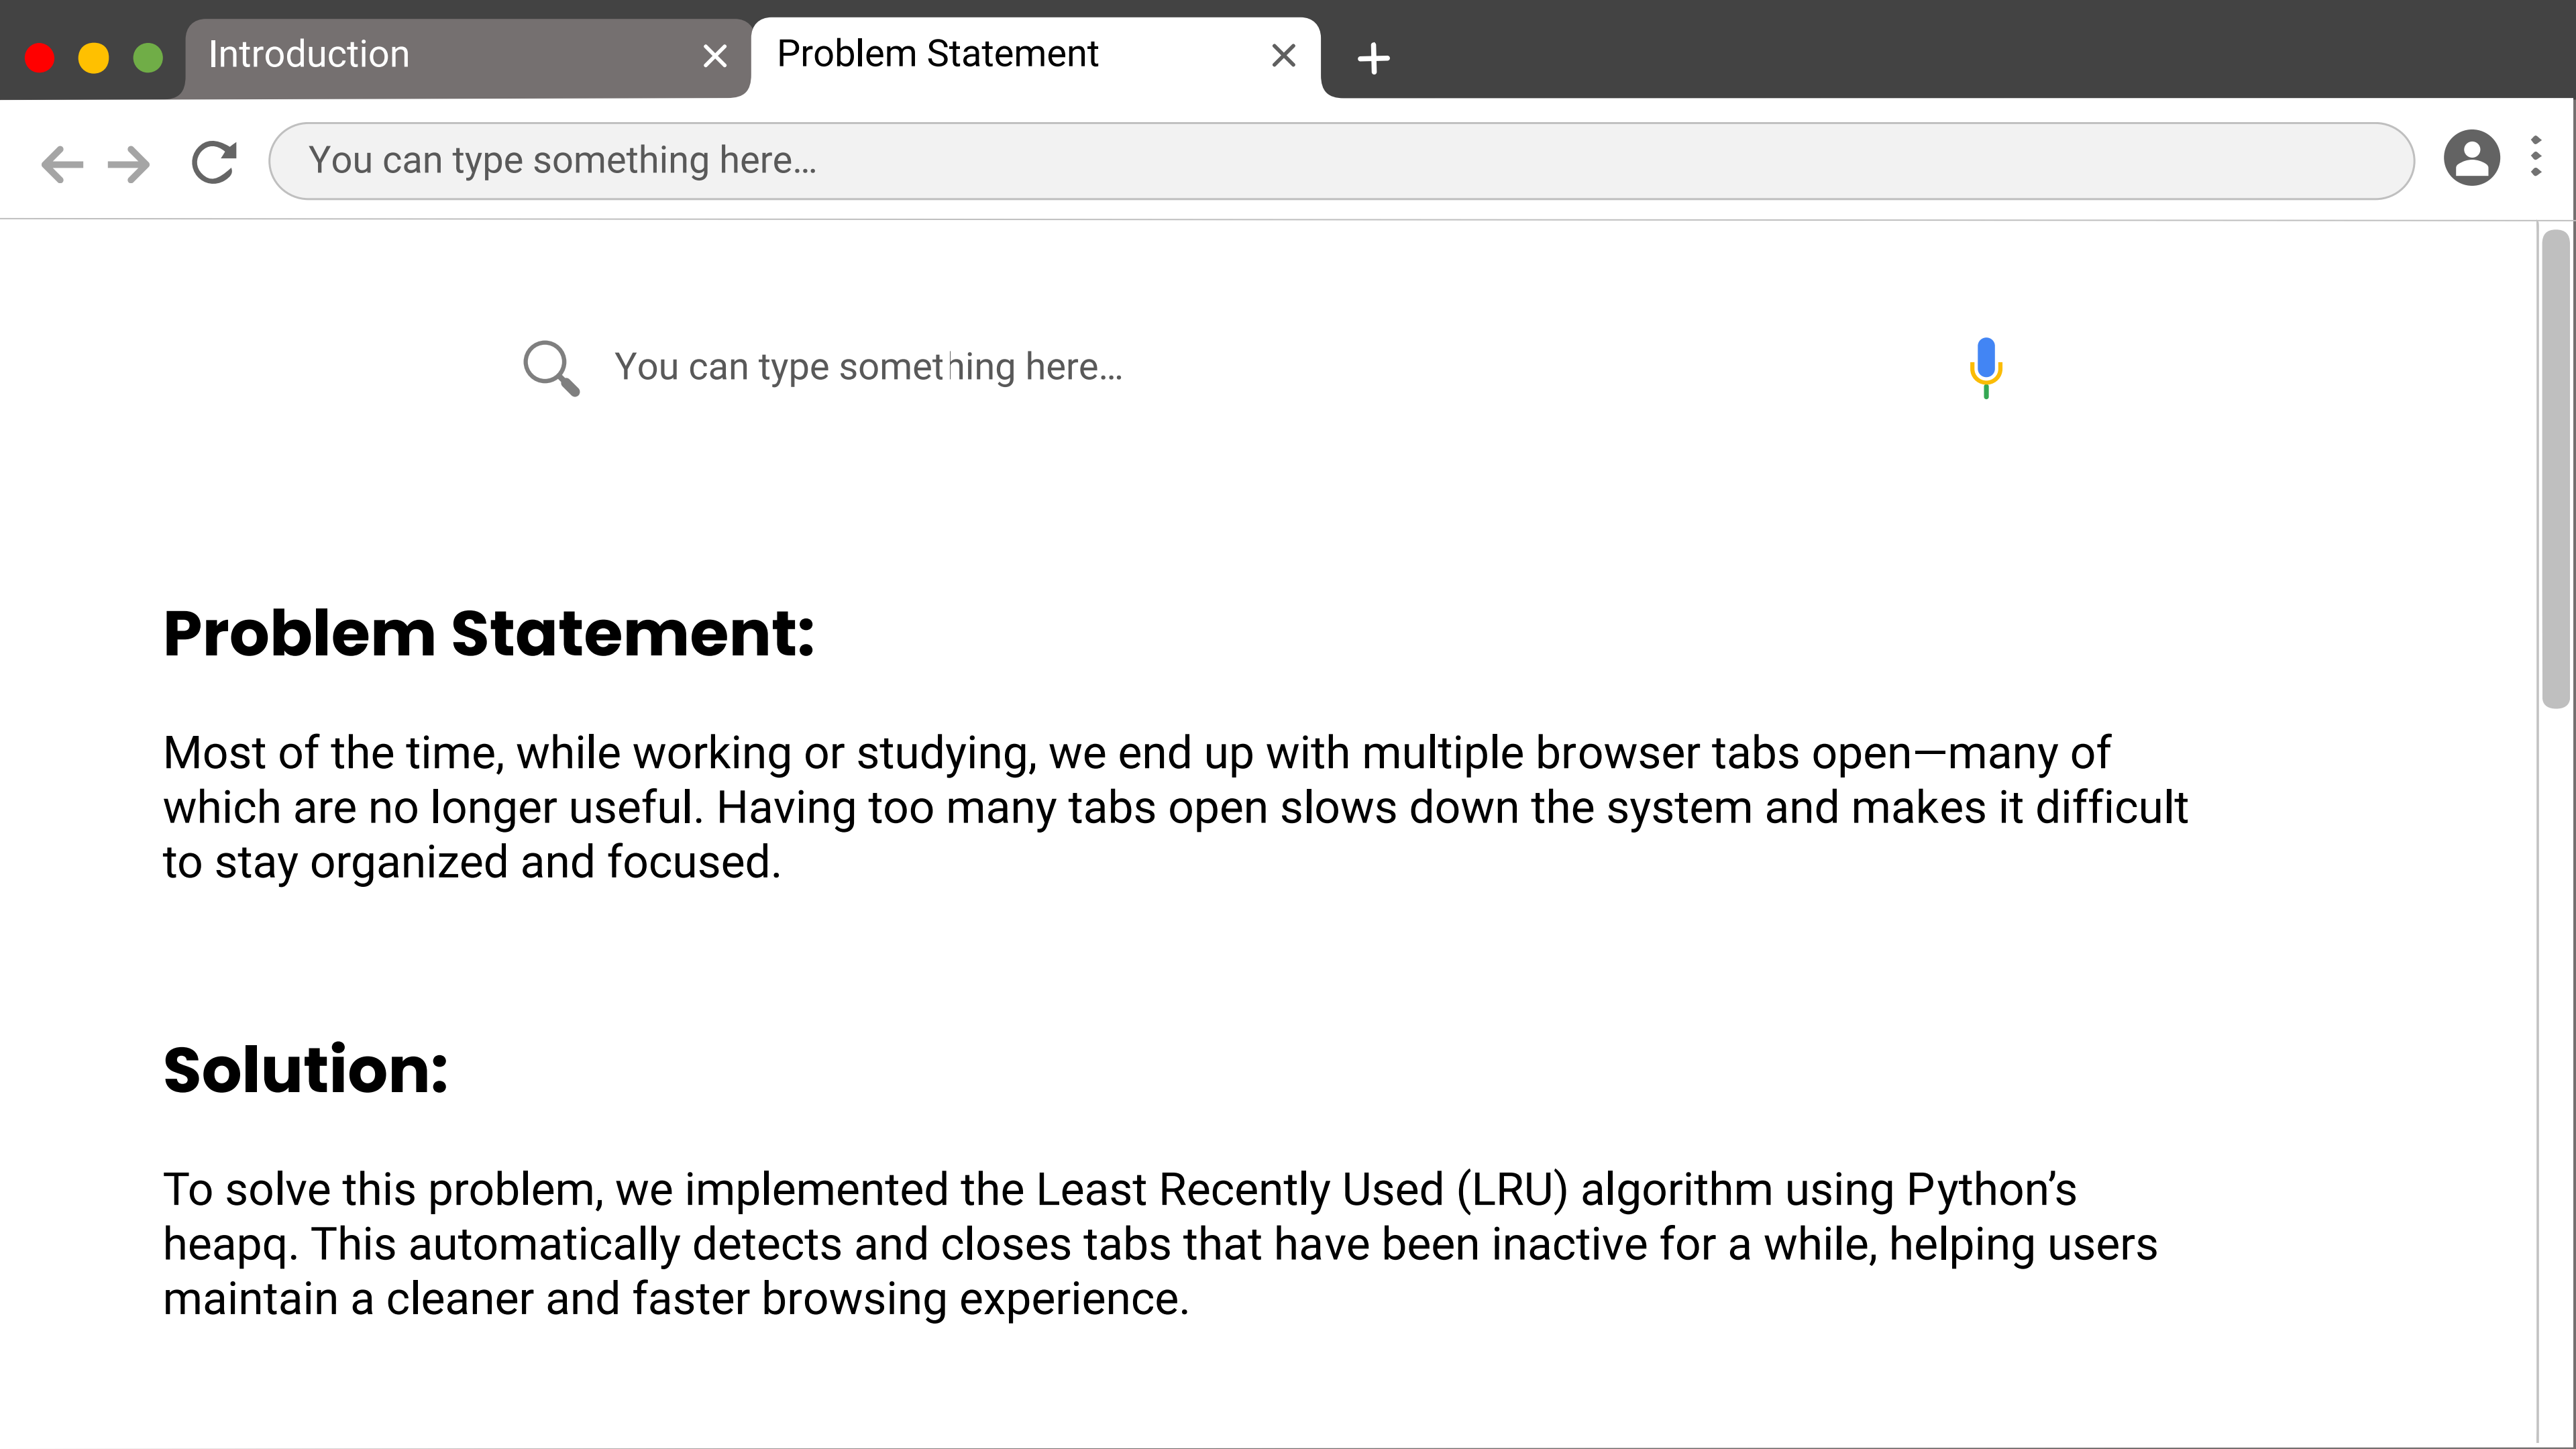 Introduction
Problem Statement
You can type something here...
You can type something here...
Problem Statement:
Most of the time, while working or studying, we end up with multiple browser tabs open—many of
which are no longer useful. Having too many tabs open slows down the system and makes it difficult
to stay organized and focused.
Solution:
To solve this problem, we implemented the Least Recently Used (LRU) algorithm using Python’s
heapq. This automatically detects and closes tabs that have been inactive for a while, helping users
maintain a cleaner and faster browsing experience.